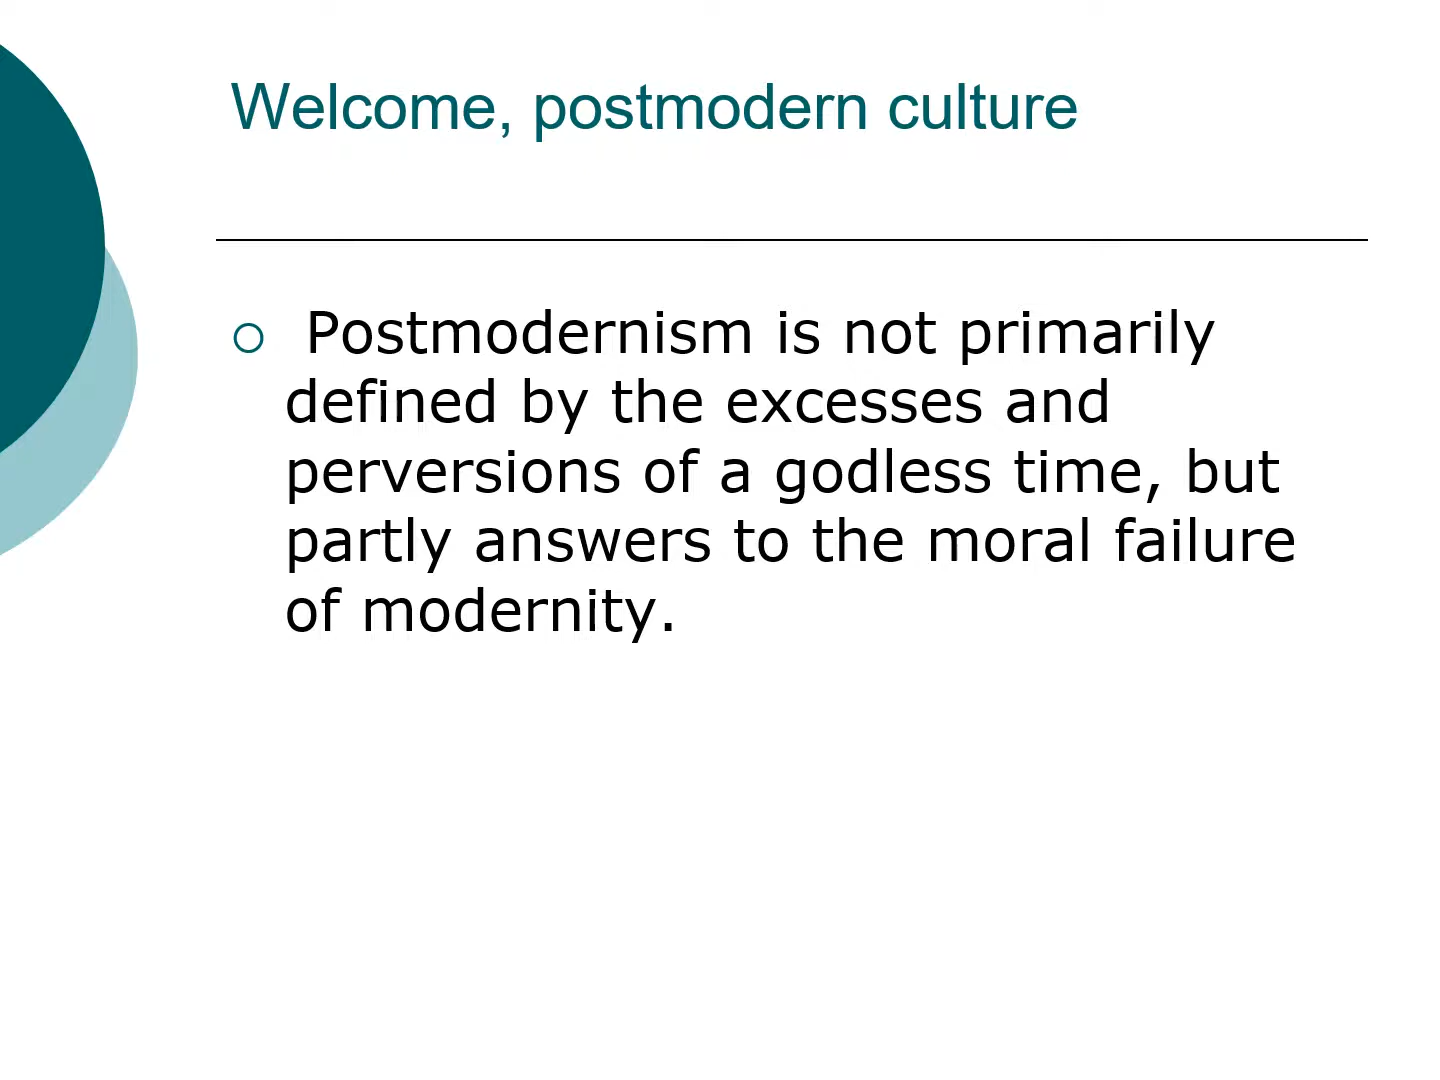 Welcome, postmodern culture
Postmodernism is not primarily
defined by the excesses and
perversions of a godless time, but
partly answers to the moral failure
of modernity.